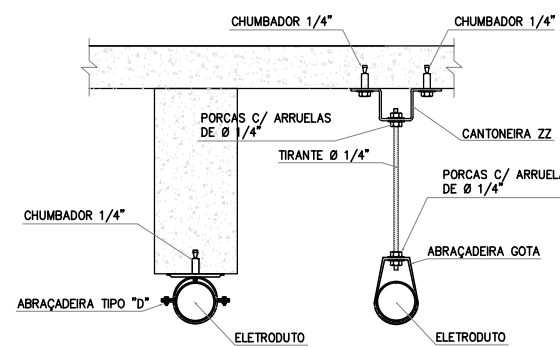 CHUMBADOR 1/4"
CHUMBADOR 1/4"
PORCAS C/ ARRUELAS
DE Ø 1/4"
CANTONEIRA ZZ
TIRANTE Ø 1/4"
PORCAS C/ ARRUELA
DE Ø 1/4"
CHUMBADOR 1/4"
ABRAÇADEIRA GOTA
ABRAÇADEIRA TIPO "D"
ELETRODUTO
ELETRODUTO